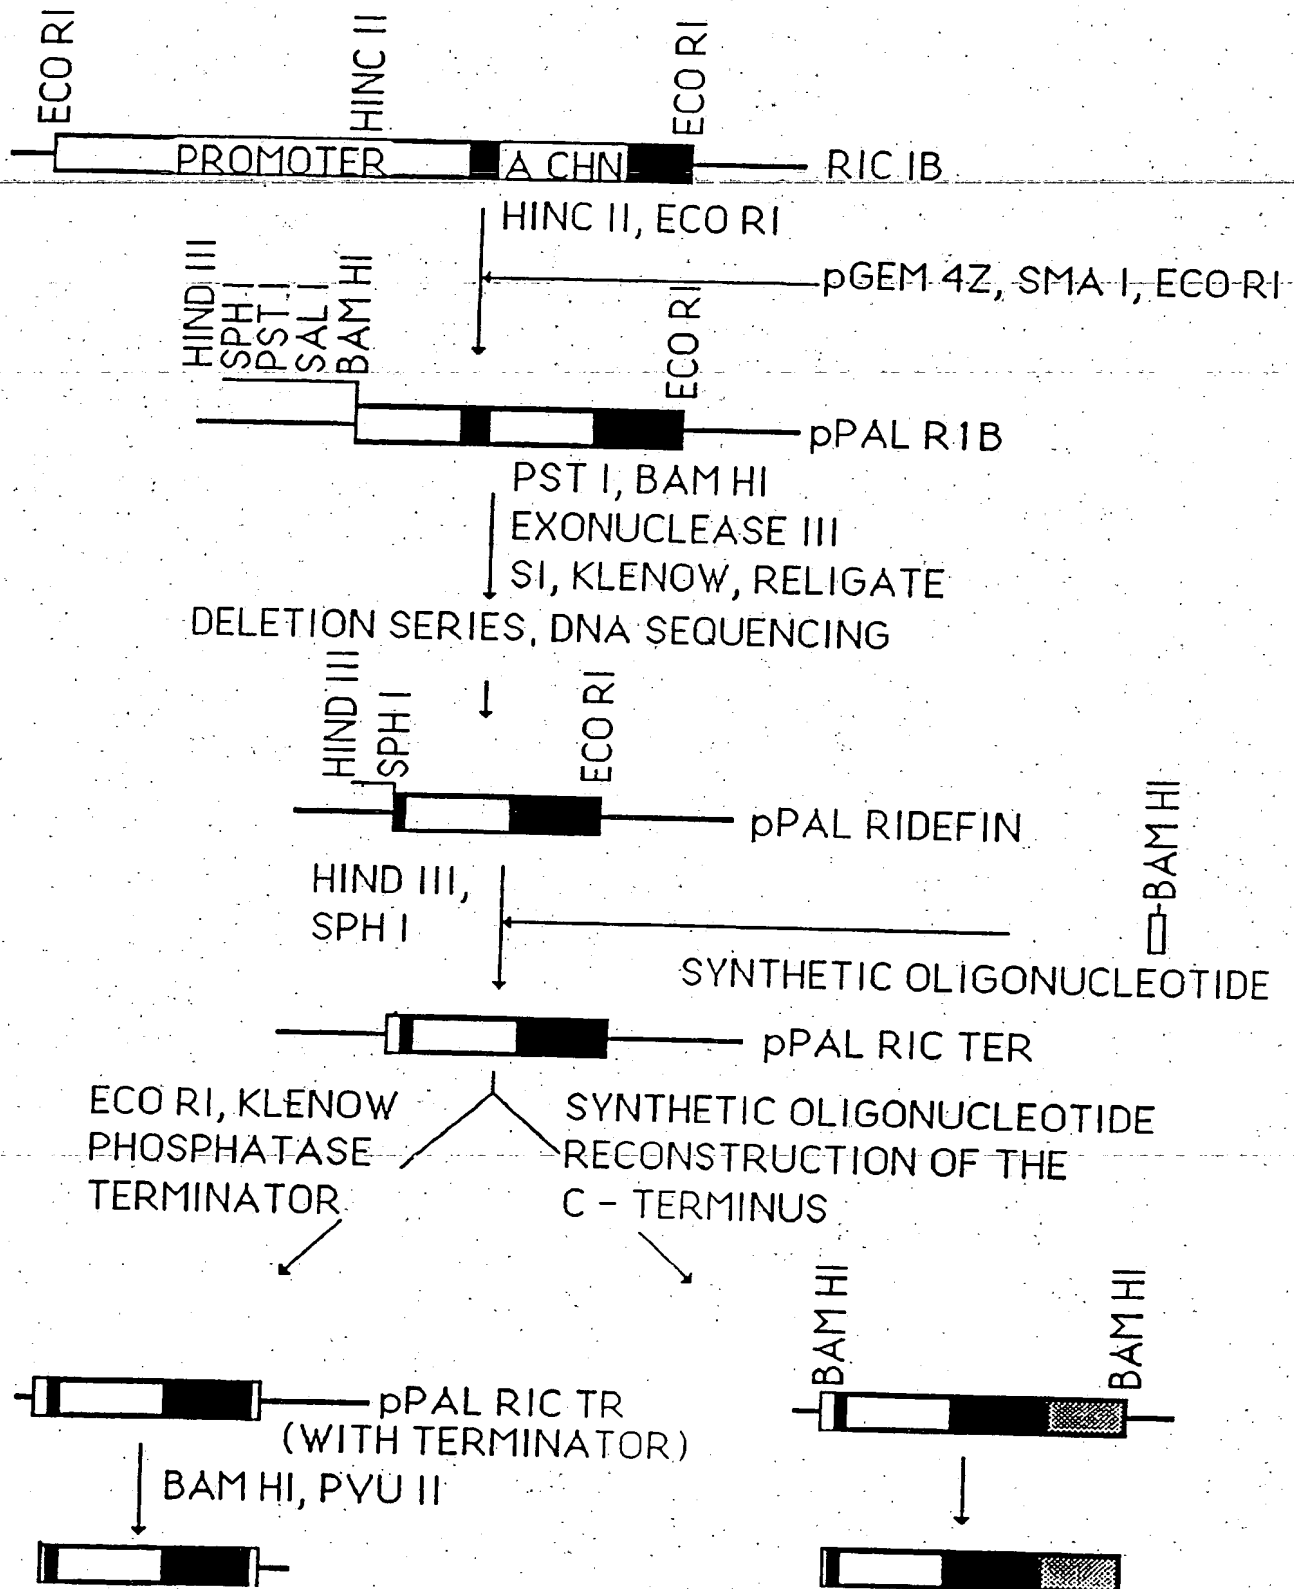 ECO RI
HINC II
ECO RI
PROMOTER
A CHN
RIC IB
HINC II, ECO RI
pGEM 4Z, SMA I, ECO RI
HIND III
SPH I
PST I
SAL I
BAM HI
ECO RI
pPAL R1B
PST I, BAM HI
EXONUCLEASE III
SI, KLENOW, RELIGATE
DELETION SERIES, DNA SEQUENCING
HIND III
SPH I
ECO RI
pPAL RIDEFIN
BAM HI
HIND III,
SPH I
SYNTHETIC OLIGONUCLEOTIDE
pPAL RIC TER
ECO RI, KLENOW
PHOSPHATASE
TERMINATOR
SYNTHETIC OLIGONUCLEOTIDE
RECONSTRUCTION OF THE
C - TERMINUS
BAM HI
BAM HI
pPAL RIC TR
(WITH TERMINATOR)
BAM HI, PVU II